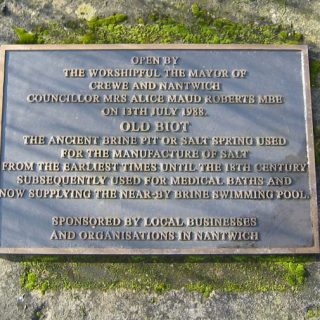 OPEN BY
THE WORSHIPFUL THE MAYOR OF
CREWE AND NANTWICH
COUNCILLOR MRS ALICE MAUD ROBERTS MBE
ON 13TH JULY 1988.
OLD BIOT
THE ANCIENT BRINE PIT OR SALT SPRING USED
FOR THE MANUFACTURE OF SALT
FROM THE EARLIEST TIMES UNTIL THE 18TH CENTURY
SUBSEQUENTLY USED FOR MEDICAL BATHS AND
NOW SUPPLYING THE NEAR-BY BRINE SWIMMING POOL.
SPONSORED BY LOCAL BUSINESSES
AND ORGANISATIONS IN NANTWICH